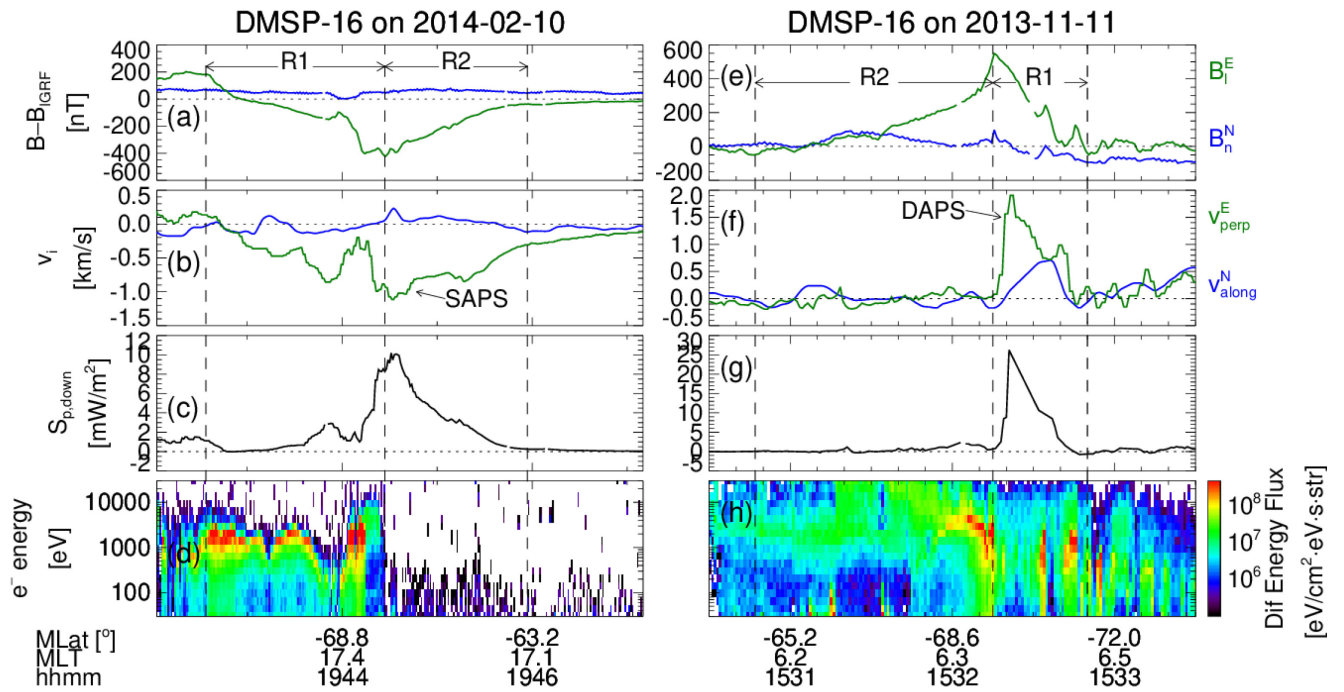 DMSP-16 on 2014-02-10
DMSP-16 on 2013-11-11
B−B_IGRF
[nT]
400
200
0
-200
-400
-600
R1
R2
(a)
600
400
200
0
-200
(e)
R2
R1
B_l^E
B_n^N
v_i
[km/s]
0.5
0.0
-0.5
-1.0
-1.5
(b)
SAPS
2.0
1.5
1.0
0.5
0.0
-0.5
(f)
DAPS
v_perp^E
v_along^N
S_p,down
[mW/m²]
12
10
8
6
4
2
0
-2
(c)
30
25
20
15
10
5
0
-5
(g)
e⁻ energy
[eV]
10000
1000
100
(d)
(h)
10⁸
10⁷
10⁶
Dif Energy Flux
[eV/cm²·eV·s·str]
MLat [°] -68.8 -63.2 -65.2 -68.6 -72.0
MLT 17.4 17.1 6.2 6.3 6.5
hhmm 1944 1946 1531 1532 1533